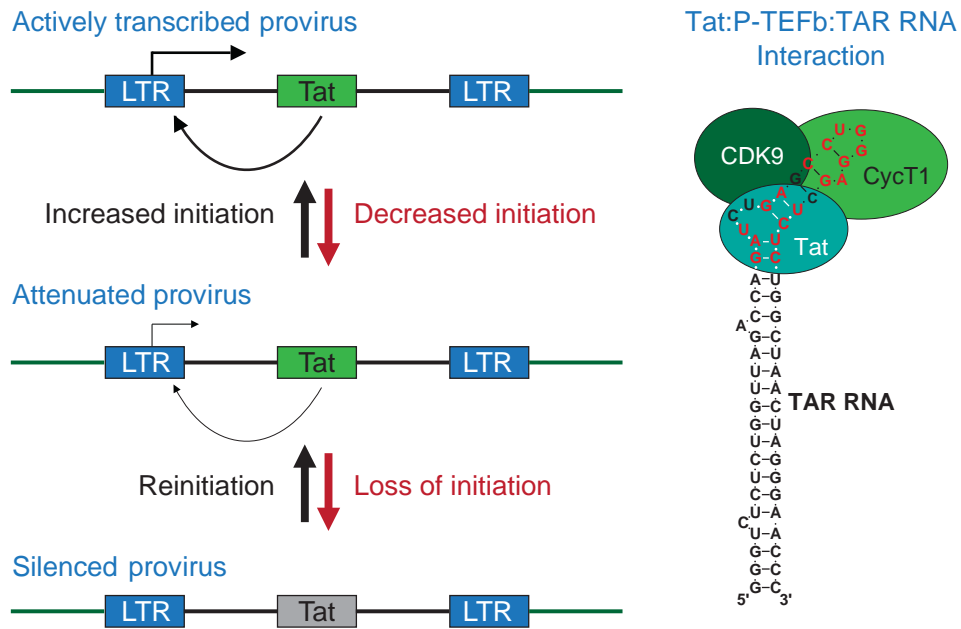 Actively transcribed provirus
LTR
Tat
LTR
Increased initiation
Decreased initiation
Attenuated provirus
LTR
Tat
LTR
Reinitiation
Loss of initiation
Silenced provirus
LTR
Tat
LTR
Tat:P-TEFb:TAR RNA
Interaction
CDK9
CycT1
Tat
U G
C G
C G
G G A
A C
U G U
C C
U A U
G–C
A–U
C–G
C–G
A
G–C
A–U
U–A
U–A
G–C
G–U
U–A
C–G
U–G
C–G
U–A
C
U–A
G–C
G–C
G–C
5' 3'
TAR RNA